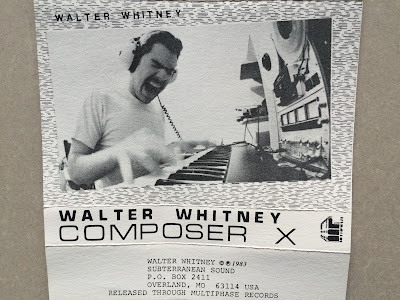 WALTER WHITNEY
WALTER WHITNEY
COMPOSER X
WALTER WHITNEY © ℗ 1983
SUBTERRANEAN SOUND
P.O. BOX 2411
OVERLAND, MO 63114 USA
RELEASED THROUGH MULTIPHASE RECORDS